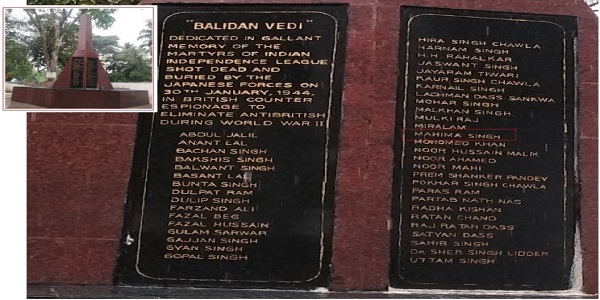 "BALIDAN VEDI"
DEDICATED IN GALLANT
MEMORY OF THE
MARTYRS OF INDIAN
INDEPENDENCE LEAGUE
SHOT DEAD AND
BURIED BY THE
JAPANESE FORCES ON
30TH JANUARY, 1944,
IN BRITISH COUNTER
ESPIONAGE TO
ELIMINATE ANTIBRITISH
DURING WORLD WAR II
ABDUL JALIL
ANANT LAL
BACHAN SINGH
BAKSHIS SINGH
BALWANT SINGH
BASANT LAL
BUNTA SINGH
DULPAT RAM
DULIP SINGH
FARZAND ALI
FAZAL BEG
FAZAL HUSSAIN
GULAM SARWAR
GAJJAN SINGH
GYAN SINGH
GOPAL SINGH
HIRA SINGH CHAWLA
HARNAM SINGH
H.H. RAHALKAR
JASWANT SINGH
JAYARAM TIWARI
KAUR SINGH CHAWLA
KARNAIL SINGH
LACHMAN DASS SANKWA
MOHAR SINGH
MALKHAN SINGH
MULKI RAJ
MIRALAM
MAHIMA SINGH
MOHOMED KHAN
NOOR HUSSAIN MALIK
NOOR AHAMED
NOOR MAHI
PREM SHANKER PANDEY
POKHAR SINGH CHAWLA
PARAS RAM
PARTAB NATH NAG
RADHA KISHAN
RATAN CHAND
RAJ RATAN DASS
SATYAN DASS
SAHIB SINGH
DR. SHER SINGH LIDDER
UTTAM SINGH